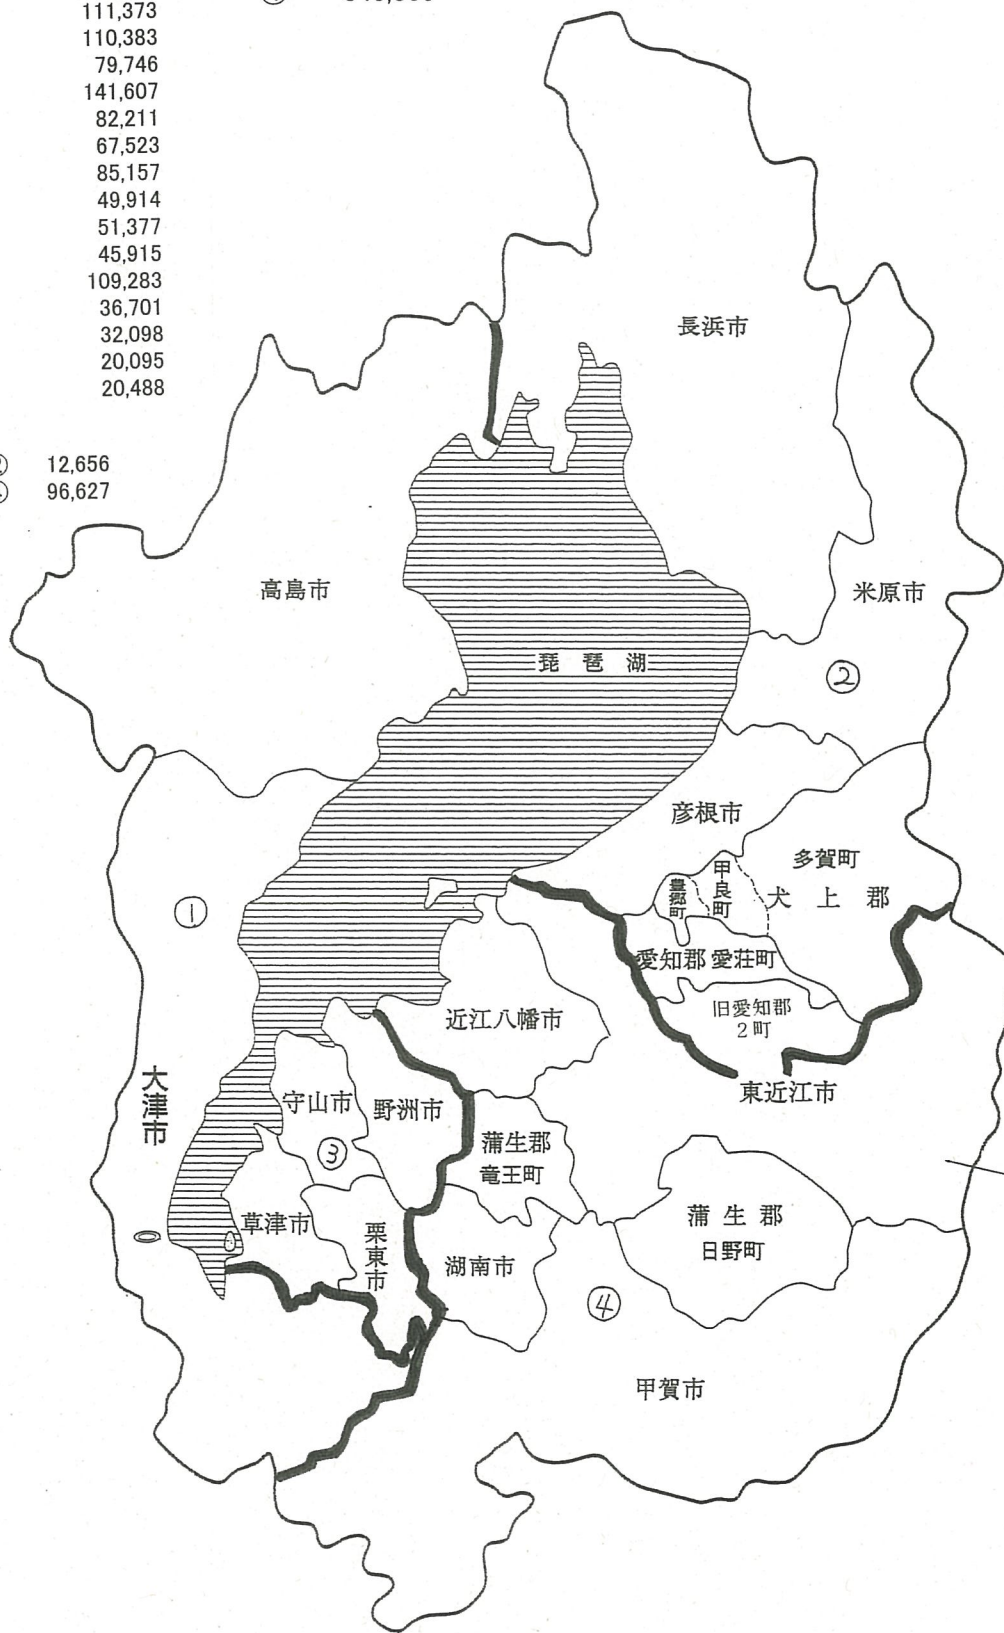 111,373
110,383
79,746
141,607
82,211
67,523
85,157
49,914
51,377
45,915
109,283
36,701
32,098
20,095
20,488
12,656
96,627
長浜市
高島市
米原市
琵琶湖
②
彦根市
多賀町
犬上郡
甲良町
豊郷町
①
愛知郡 愛荘町
旧愛知郡
2町
近江八幡市
東近江市
大津市
守山市
野洲市
③
蒲生郡
竜王町
草津市
栗東市
湖南市
蒲生郡
日野町
④
甲賀市